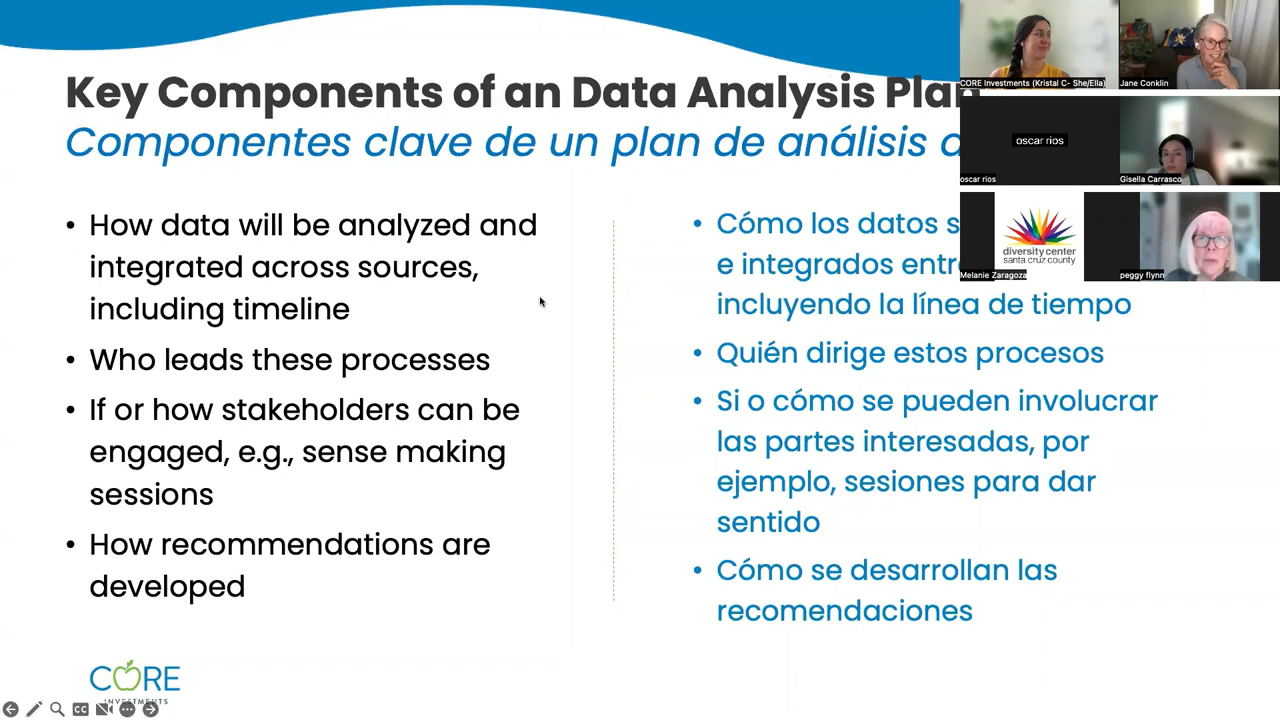 Key Components of an Data Analysis Plan
Componentes clave de un plan de análisis
How data will be analyzed and
integrated across sources,
including timeline
Who leads these processes
If or how stakeholders can be
engaged, e.g., sense making
sessions
How recommendations are
developed
Cómo los datos
e integrados
incluyendo la línea de tiempo
Quién dirige estos procesos
Si o cómo se pueden involucrar
las partes interesadas, por
ejemplo, sesiones para dar
sentido
Cómo se desarrollan las
recomendaciones
CORE
INVESTMENTS
CC
CORE Investments (Kristal C- She/Ella)
Jane Conklin
oscar rios
oscar rios
Gisella Carrasco
diversity center
santa cruz county
Melanie Zaragoza
peggy flynn